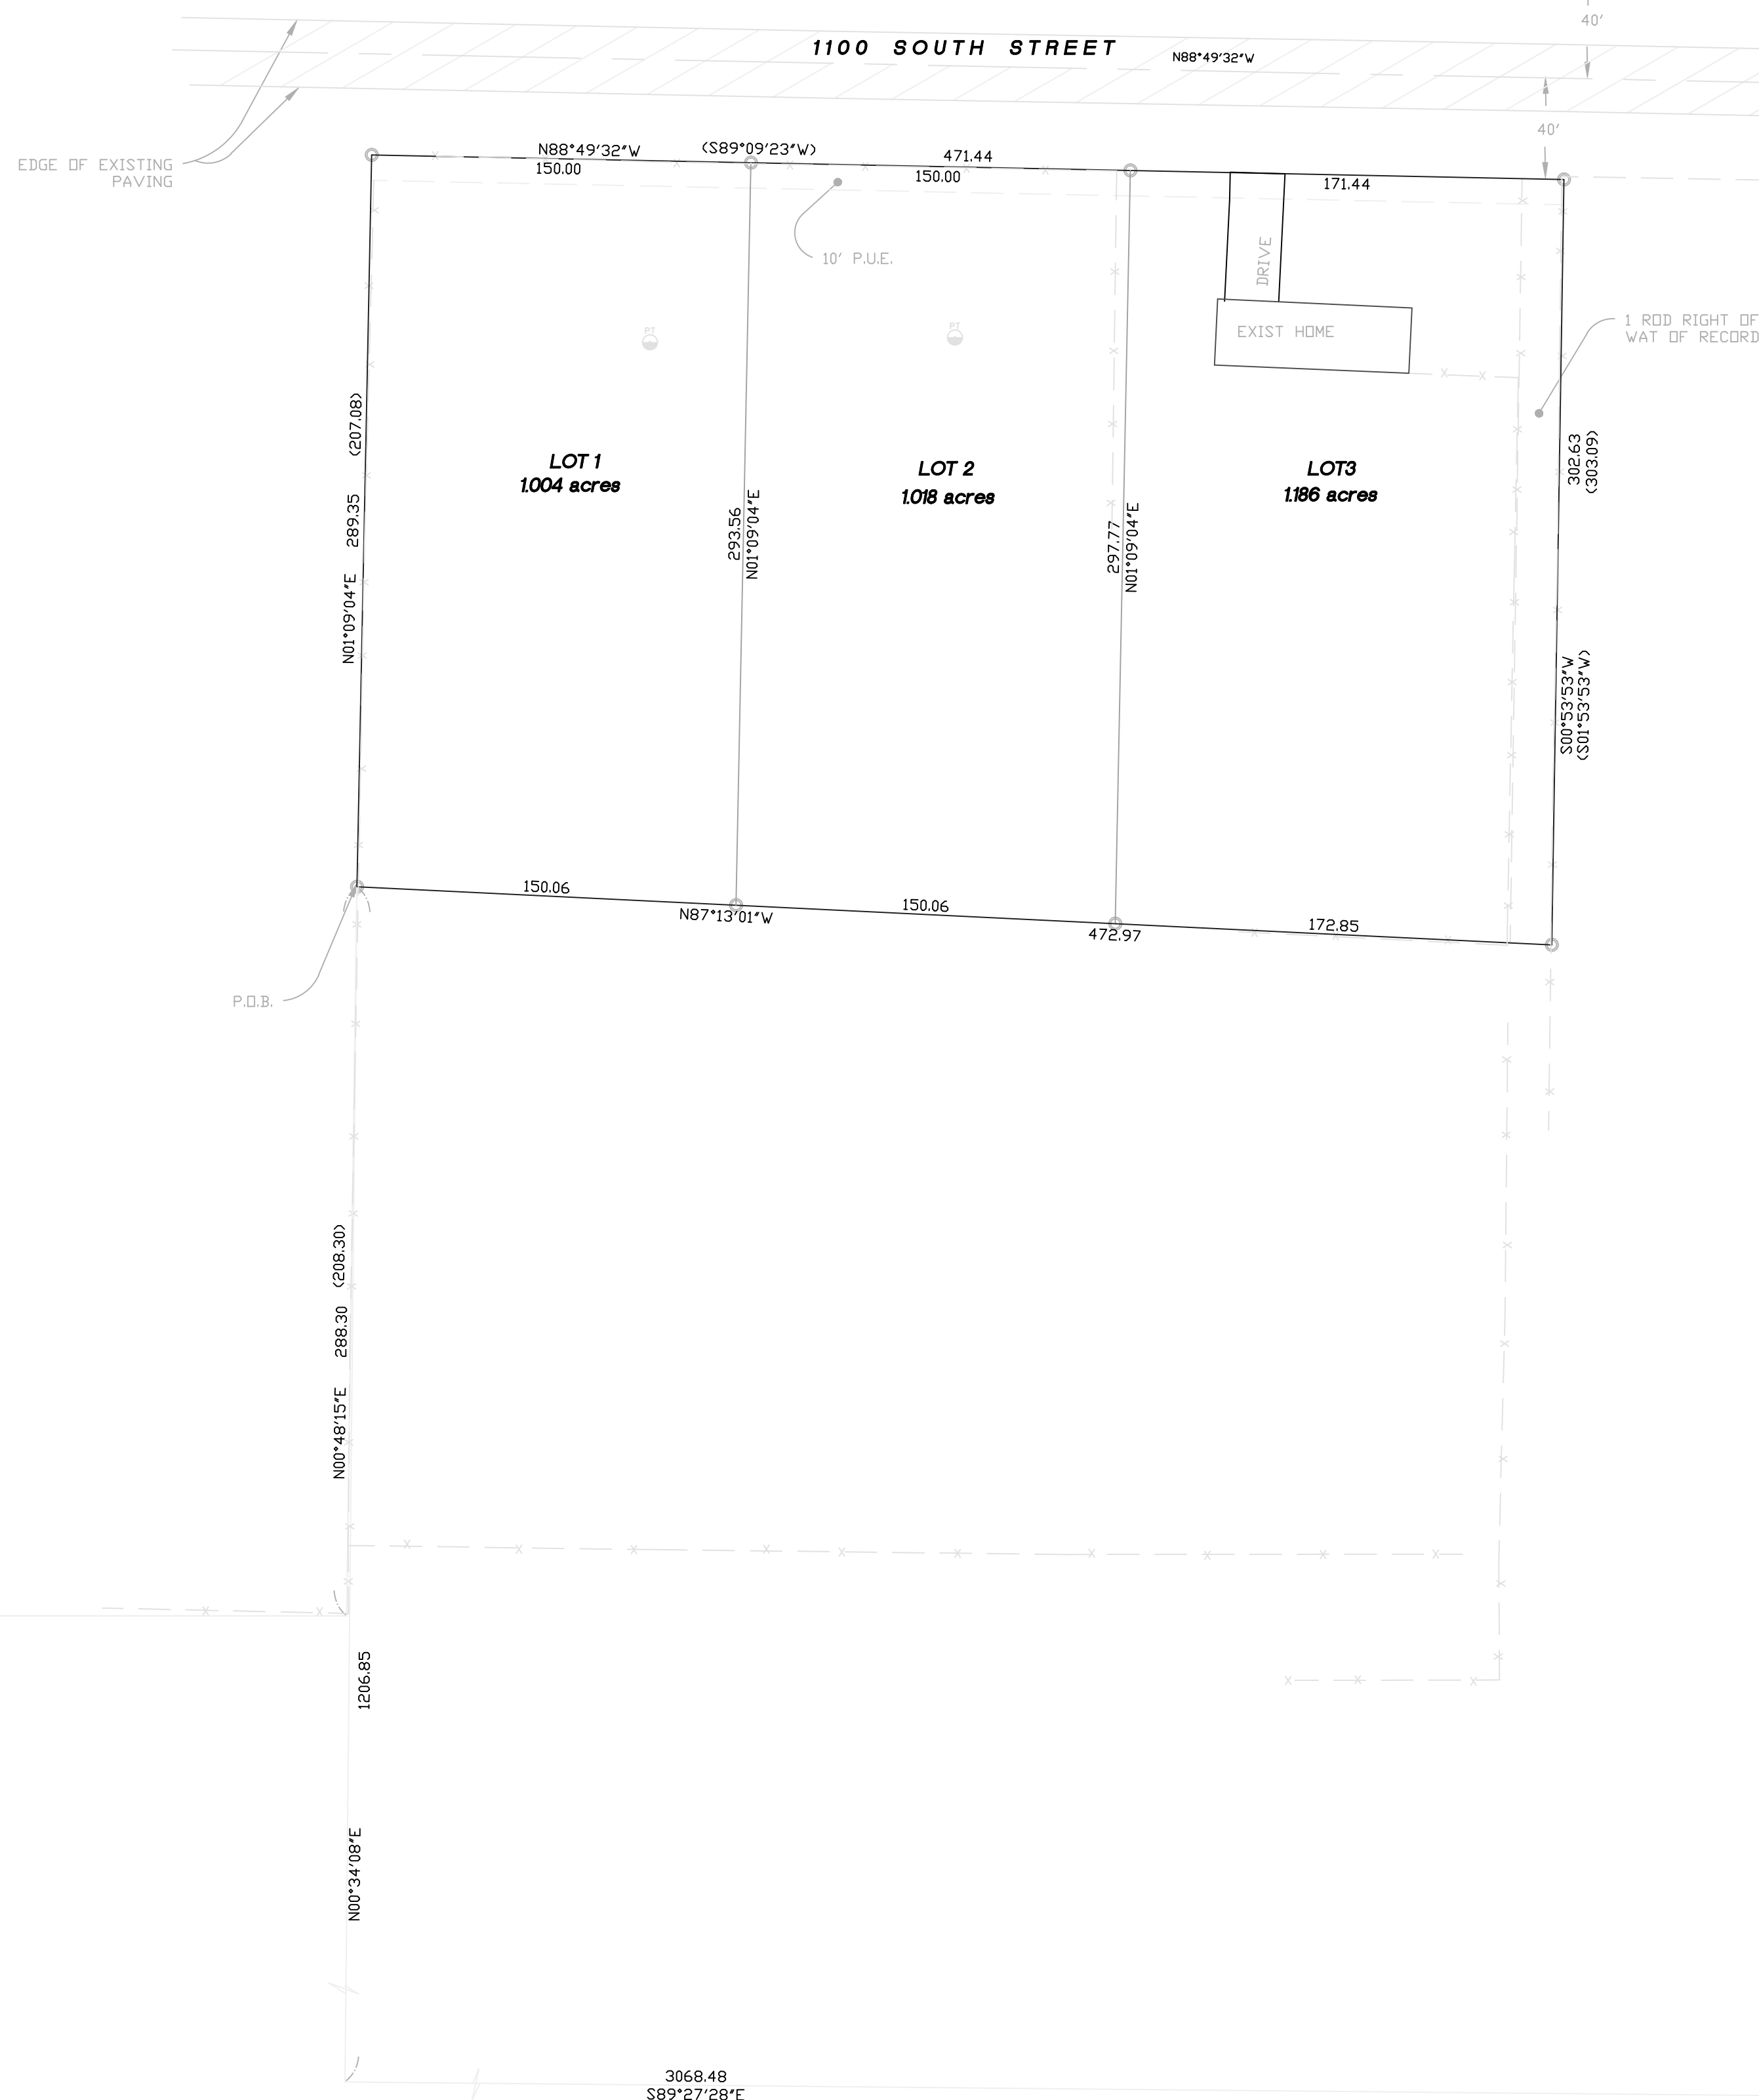 40'
1100 SOUTH STREET
N88°49'32"W
40'
EDGE OF EXISTING
PAVING
N88°49'32"W
(S89°09'23"W)
471.44
150.00
150.00
171.44
10' P.U.E.
DRIVE
EXIST HOME
PT
PT
1 ROD RIGHT OF
WAT OF RECORD
LOT 1
1.004 acres
LOT 2
1.018 acres
LOT3
1.186 acres
N01°09'04"E 289.35 (207.08)
293.56
N01°09'04"E
297.77
N01°09'04"E
302.63
(303.09)
S00°53'53"W
(S01°53'53"W)
150.06
N87°13'01"W
150.06
472.97
172.85
P.O.B.
N00°48'15"E 288.30 (208.30)
1206.85
N00°34'08"E
3068.48
S89°27'28"E